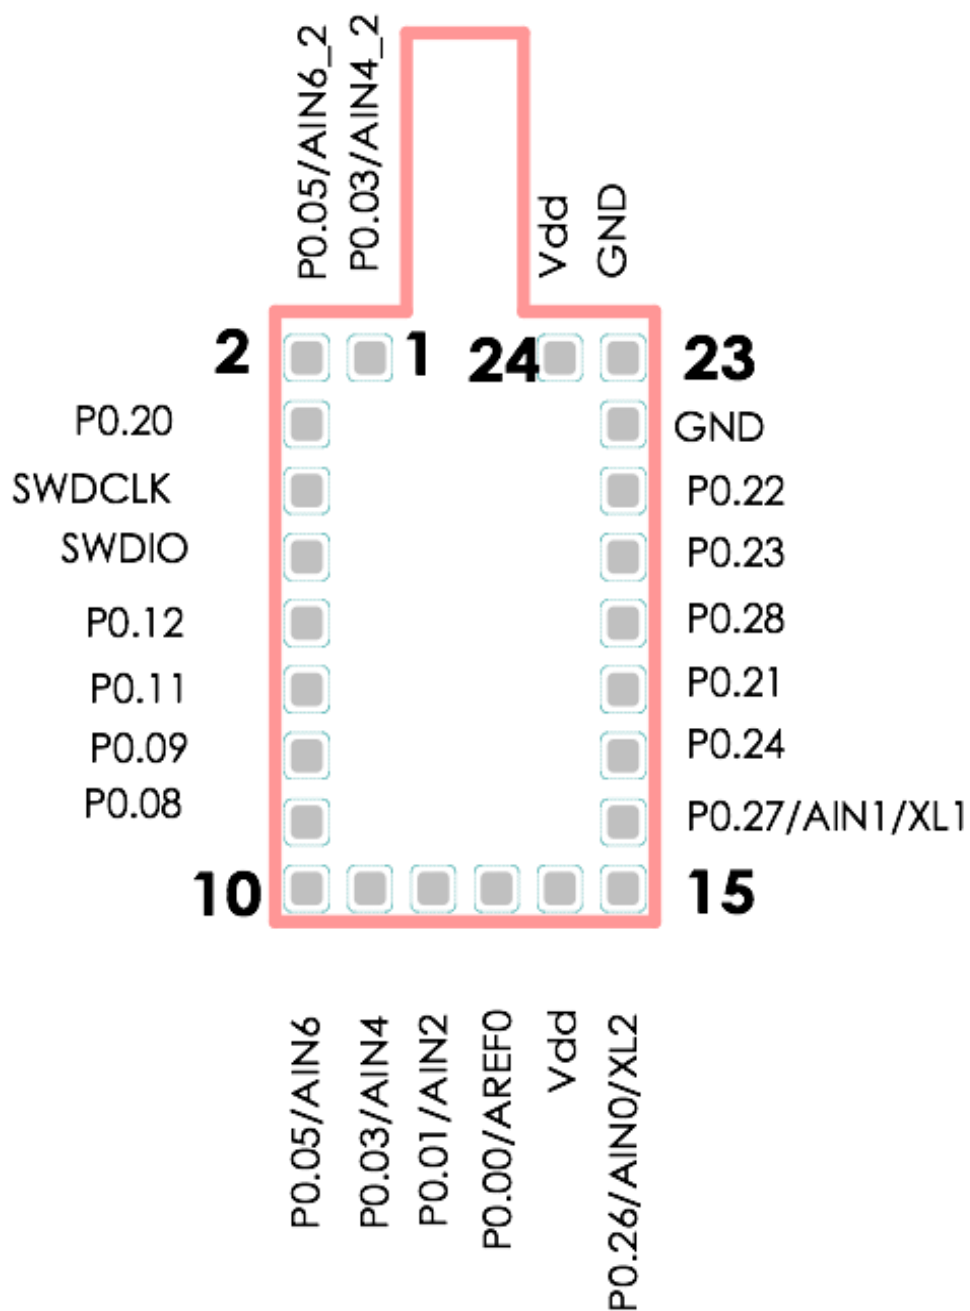 P0.05/AIN6_2
P0.03/AIN4_2
Vdd
GND
2
1
24
23
P0.20
GND
SWDCLK
P0.22
SWDIO
P0.23
P0.12
P0.28
P0.11
P0.21
P0.09
P0.24
P0.08
P0.27/AIN1/XL1
10
15
P0.05/AIN6
P0.03/AIN4
P0.01/AIN2
P0.00/AREF0
Vdd
P0.26/AIN0/XL2